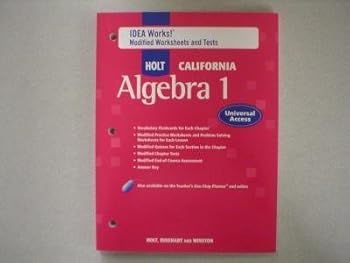 IDEA Works!™
Modified Worksheets and Tests
HOLT CALIFORNIA
Algebra 1
Universal
Access
• Vocabulary Flashcards for Each Chapter
• Modified Practice Worksheets and Problem Solving
Worksheets for Each Lesson
• Modified Quizzes for Each Section in the Chapter
• Modified Chapter Tests
• Modified End-of-Course Assessment
• Answer Key
Also available on the Teacher's One-Stop Planner® and online
HOLT, RINEHART AND WINSTON